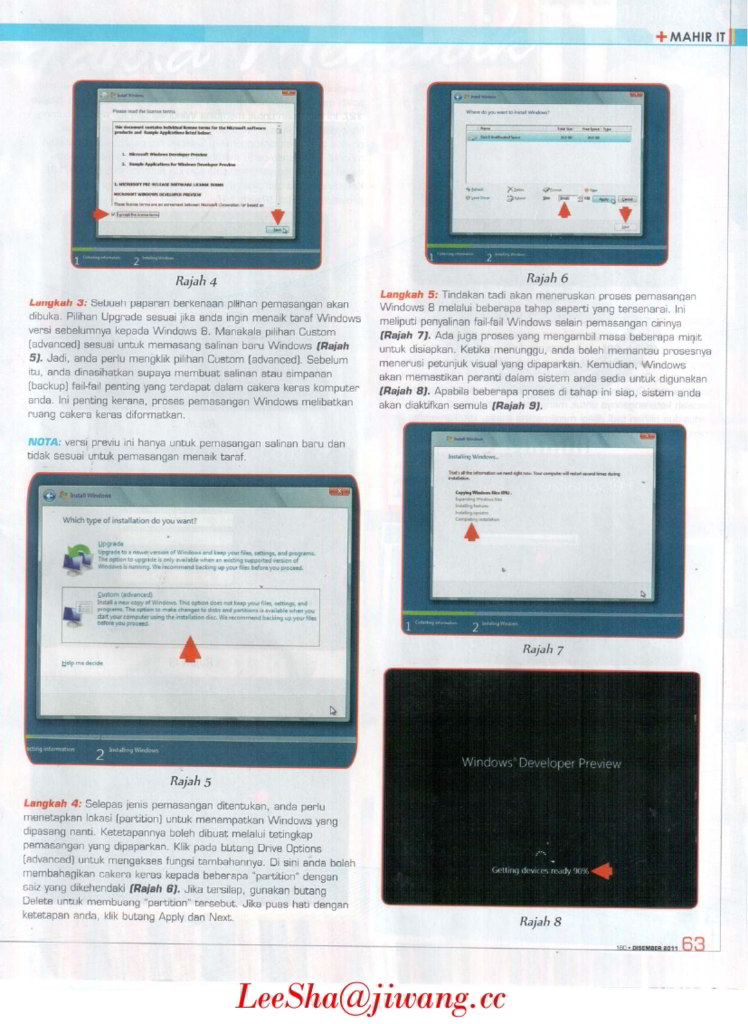 MAHIR IT
Install Windows
Please read the license terms
This document contains individual license terms for the Microsoft software
products and Sample Applications listed below:
1. Microsoft Windows Developer Preview
2. Sample Applications for Windows Developer Preview
1. MICROSOFT PRE-RELEASE SOFTWARE LICENSE TERMS
MICROSOFT WINDOWS DEVELOPER PREVIEW
These license terms are an agreement between Microsoft Corporation (or based on
I accept the license terms
Next
1 Collecting information 2 Installing Windows
Rajah 4
Langkah 3: Sebuah paparan berkenaan pilihan pemasangan akan
dibuka. Pilihan Upgrade sesuai jika anda ingin menaik taraf Windows
versi sebelumnya kepada Windows 8. Manakala pilihan Custom
(advanced) sesuai untuk memasang salinan baru Windows (Rajah
5). Jadi, anda perlu mengklik pilihan Custom (advanced). Sebelum
itu, anda dinasihatkan supaya membuat salinan atau simpanan
(backup) fail-fail penting yang terdapat dalam cakera keras komputer
anda. Ini penting kerana, proses pemasangan Windows melibatkan
ruang cakera keras diformatkan.
NOTA: versi previu ini hanya untuk pemasangan salinan baru dan
tidak sesuai untuk pemasangan menaik taraf.
Install Windows
Which type of installation do you want?
Upgrade
Upgrade to a newer version of Windows and keep your files, settings, and programs.
The option to upgrade is only available when an existing supported version of
Windows is running. We recommend backing up your files before you proceed.
Custom (advanced)
Install a new copy of Windows. This option does not keep your files, settings, and
programs. The option to make changes to disks and partitions is available when you
start your computer using the installation disc. We recommend backing up your files
before you proceed.
Help me decide
ecting information 2 Installing Windows
Rajah 5
Langkah 4: Selepas jenis pemasangan ditentukan, anda perlu
menetapkan lokasi (partition) untuk menempatkan Windows yang
dipasang nanti. Ketetapannya boleh dibuat melalui tetingkap
pemasangan yang dipaparkan. Klik pada butang Drive Options
(advanced) untuk mengakses fungsi tambahannya. Di sini anda boleh
membahagikan cakera keras kepada beberapa "partition" dengan
saiz yang dikehendaki (Rajah 6). Jika tersilap, gunakan butang
Delete untuk membuang "partition" tersebut. Jika puas hati dengan
ketetapan anda, klik butang Apply dan Next.
Install Windows
Where do you want to install Windows?
Name Total Size Free Space Type
Disk 0 Unallocated Space
Refresh Delete Format New
Load Driver Extend Size MB Apply Cancel
Next
1 Collecting information 2 Installing Windows
Rajah 6
Langkah 5: Tindakan tadi akan meneruskan proses pemasangan
Windows 8 melalui beberapa tahap seperti yang tersenarai. Ini
meliputi penyalinan fail-fail Windows selain pemasangan cirinya
(Rajah 7). Ada juga proses yang mengambil masa beberapa minit
untuk disiapkan. Ketika menunggu, anda boleh memantau prosesnya
menerusi petunjuk visual yang dipaparkan. Kemudian, Windows
akan memastikan peranti dalam sistem anda sedia untuk digunakan
(Rajah 8). Apabila beberapa proses di tahap ini siap, sistem anda
akan diaktifkan semula (Rajah 9).
Install Windows
Installing Windows...
That's all the information we need right now. Your computer will restart several times during
installation.
Copying Windows files (0%)
Expanding Windows files
Installing features
Installing updates
Completing installation
1 Collecting information 2 Installing Windows
Rajah 7
Windows® Developer Preview
Getting devices ready 90%
Rajah 8
180 • DISEMBER 2011 63
LeeSha@jiwang.cc